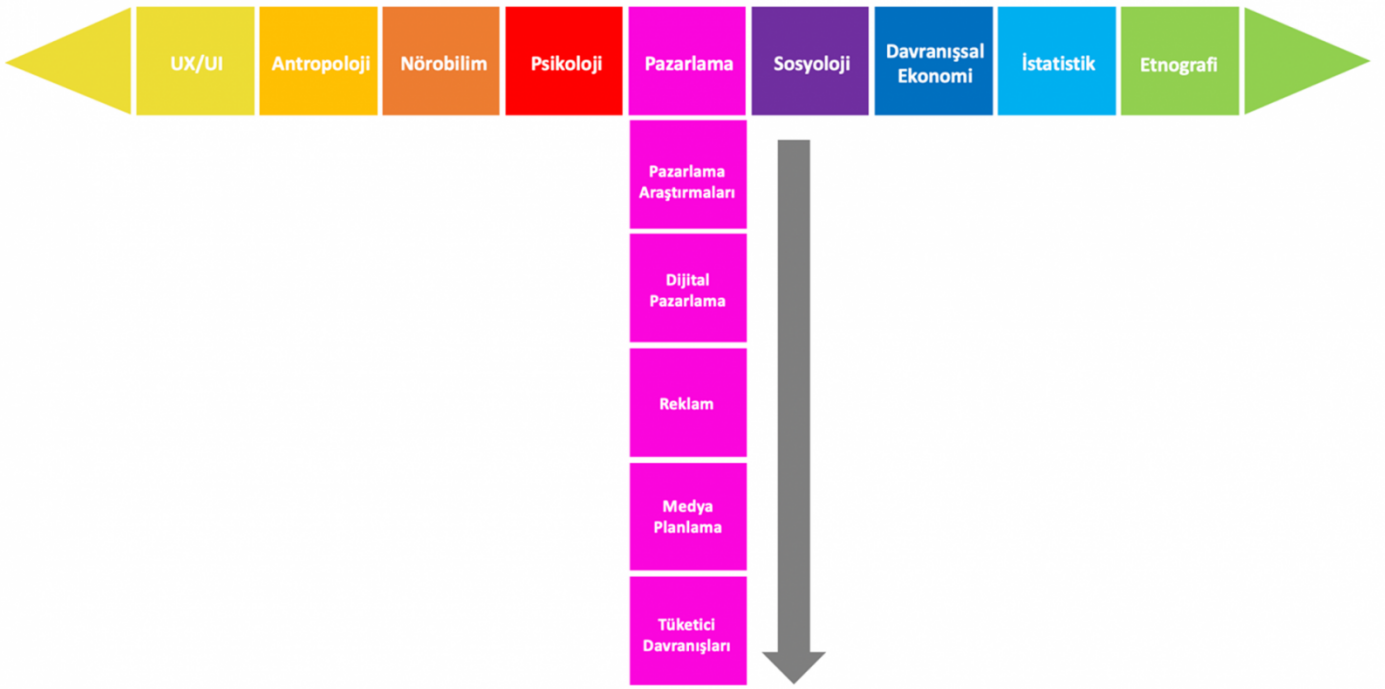 UX/UI
Antropoloji
Nörobilim
Psikoloji
Pazarlama
Sosyoloji
Davranışsal
Ekonomi
İstatistik
Etnografi
Pazarlama
Araştırmaları
Dijital
Pazarlama
Reklam
Medya
Planlama
Tüketici
Davranışları